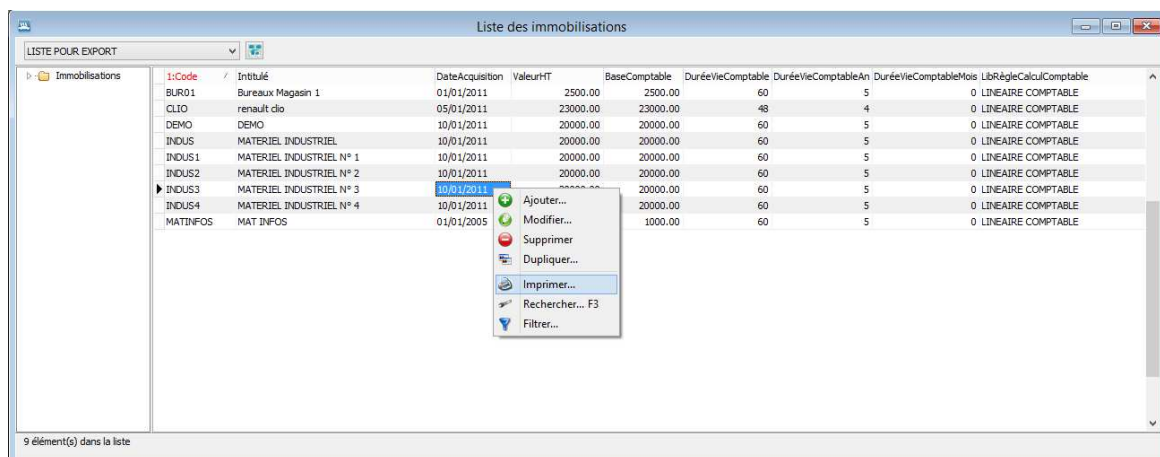 Liste des immobilisations
LISTE POUR EXPORT
Immobilisations
1:Code Intitulé DateAcquisition ValeurHT BaseComptable DuréeVieComptable DuréeVieComptableAn DuréeVieComptableMois LibRègleCalculComptable
BUR01 Bureaux Magasin 1 01/01/2011 2500.00 2500.00 60 5 0 LINEAIRE COMPTABLE
CLIO renault clio 05/01/2011 23000.00 23000.00 48 4 0 LINEAIRE COMPTABLE
DEMO DEMO 10/01/2011 20000.00 20000.00 60 5 0 LINEAIRE COMPTABLE
INDUS MATERIEL INDUSTRIEL 10/01/2011 20000.00 20000.00 60 5 0 LINEAIRE COMPTABLE
INDUS1 MATERIEL INDUSTRIEL N° 1 10/01/2011 20000.00 20000.00 60 5 0 LINEAIRE COMPTABLE
INDUS2 MATERIEL INDUSTRIEL N° 2 10/01/2011 20000.00 20000.00 60 5 0 LINEAIRE COMPTABLE
INDUS3 MATERIEL INDUSTRIEL N° 3 10/01/2011 20000.00 60 5 0 LINEAIRE COMPTABLE
INDUS4 MATERIEL INDUSTRIEL N° 4 10/01/2011 20000.00 60 5 0 LINEAIRE COMPTABLE
MATINFOS MAT INFOS 01/01/2005 1000.00 60 5 0 LINEAIRE COMPTABLE
Ajouter...
Modifier...
Supprimer
Dupliquer...
Imprimer...
Rechercher... F3
Filtrer...
9 élément(s) dans la liste